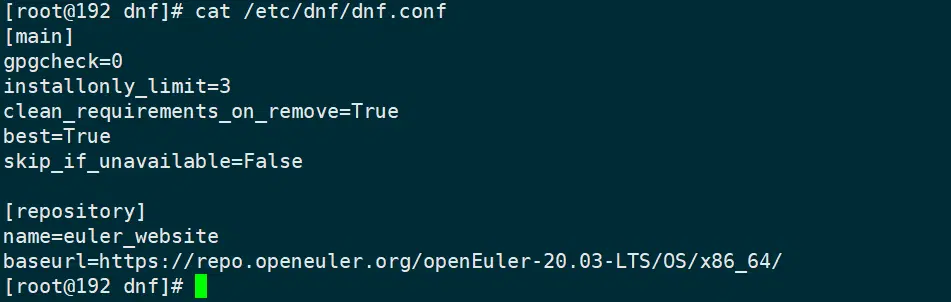 [root@192 dnf]# cat /etc/dnf/dnf.conf
[main]
gpgcheck=0
installonly_limit=3
clean_requirements_on_remove=True
best=True
skip_if_unavailable=False
[repository]
name=euler_website
baseurl=https://repo.openeuler.org/openEuler-20.03-LTS/OS/x86_64/
[root@192 dnf]#